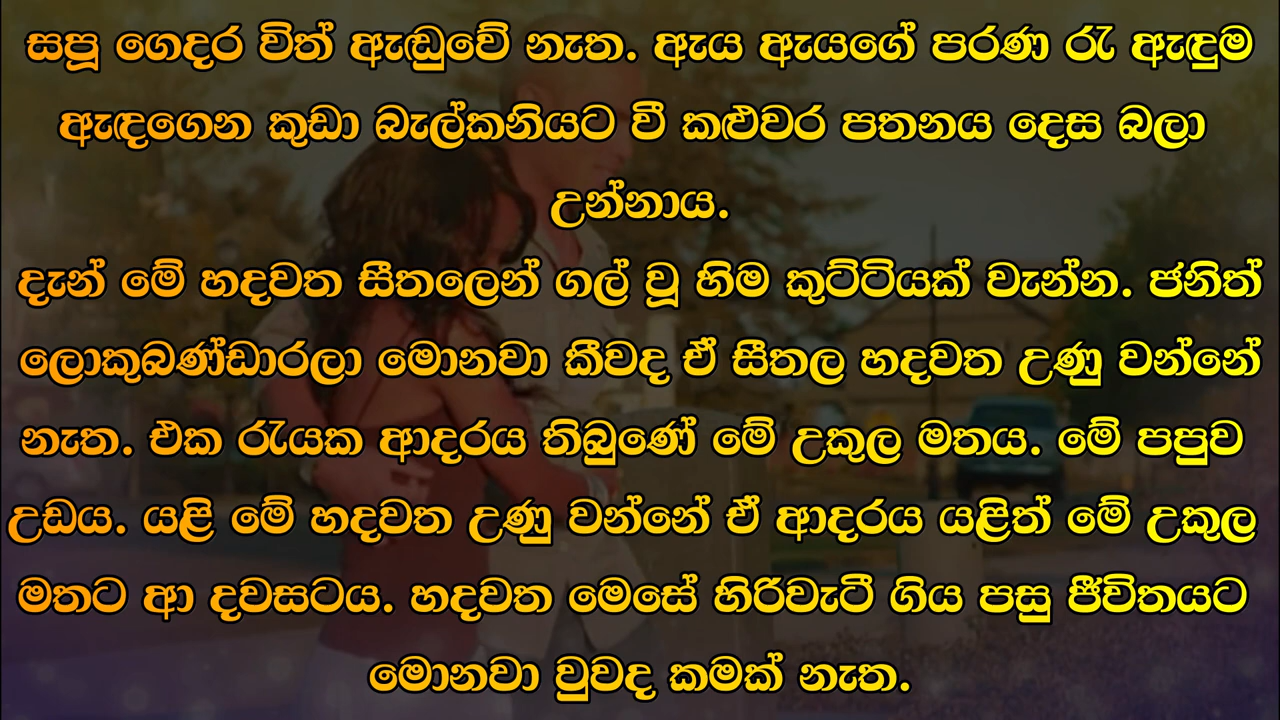 සපූ ගෙදර විත් ඇඬුවේ නැත. ඇය ඇයගේ පරණ රෑ ඇඳුම
ඇඳගෙන කුඩා බැල්කනියට වී කළුවර පතනය දෙස බලා
උන්නාය.
දැන් මේ හදවත සීතලෙන් ගල් වූ හිම කුට්ටියක් වැන්න. ජනිත්
ලොකුබණ්ඩාරලා මොනවා කීවද ඒ සීතල හදවත උණු වන්නේ
නැත. එක රැයක ආදරය තිබුණේ මේ උකුල මතය. මේ පපුව
උඩය. යළි මේ හදවත උණු වන්නේ ඒ ආදරය යළිත් මේ උකුල
මතට ආ දවසටය. හදවත මෙසේ හිරිවැටී ගිය පසු ජීවිතයට
මොනවා වුවද කමක් නැත.